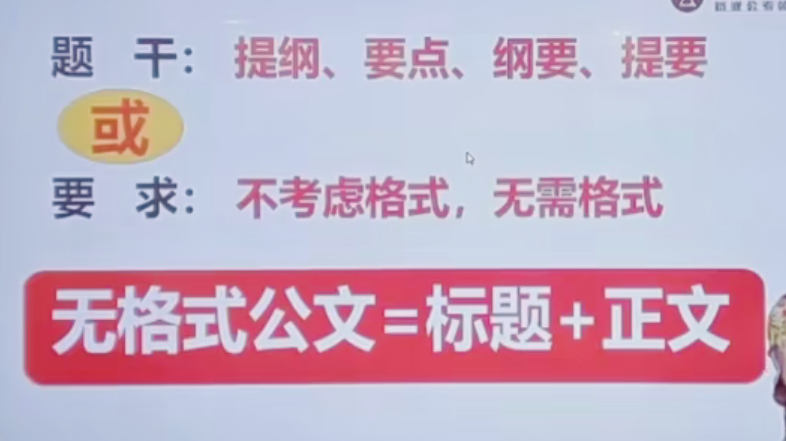 题 干：提纲、要点、纲要、提要
或
要 求：不考虑格式，无需格式
无格式公文=标题+正文